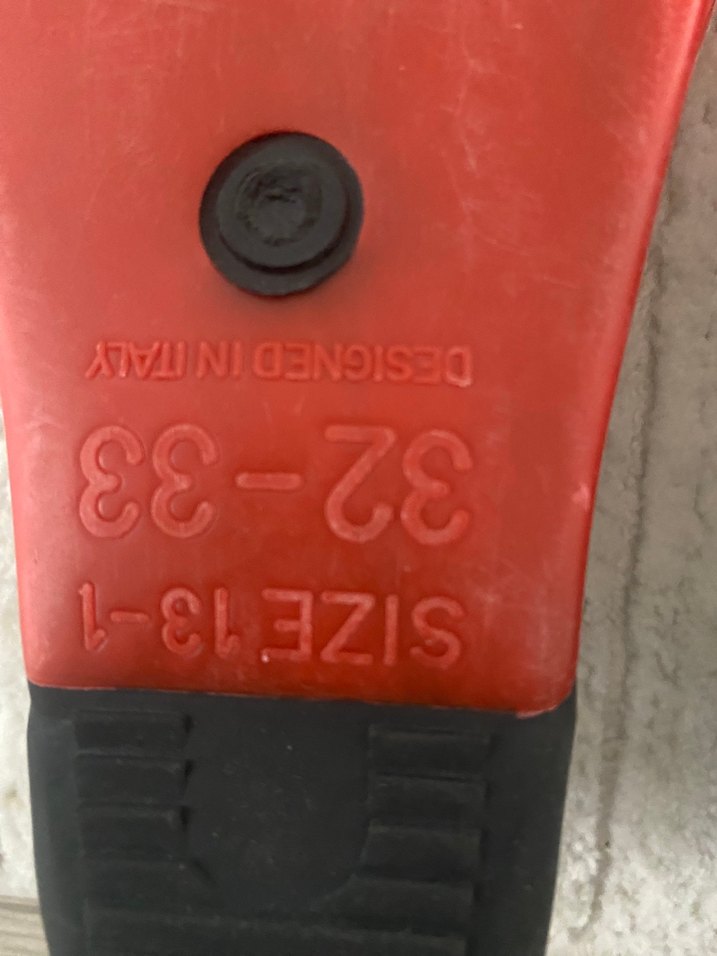 SIZE 13-1
32-33
DESIGNED IN ITALY